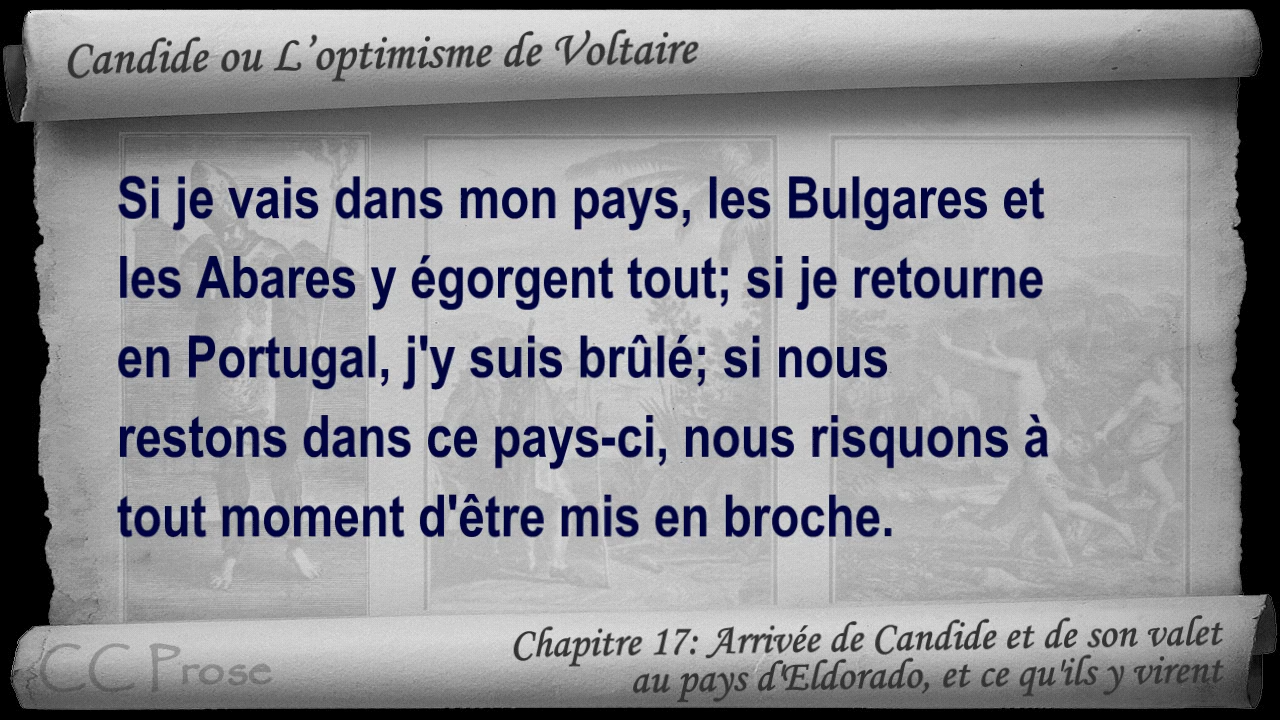 Candide ou L’optimisme de Voltaire
Si je vais dans mon pays, les Bulgares et
les Abares y égorgent tout; si je retourne
en Portugal, j'y suis brûlé; si nous
restons dans ce pays-ci, nous risquons à
tout moment d'être mis en broche.
Chapitre 17: Arrivée de Candide et de son valet
au pays d'Eldorado, et ce qu'ils y virent
CC Prose